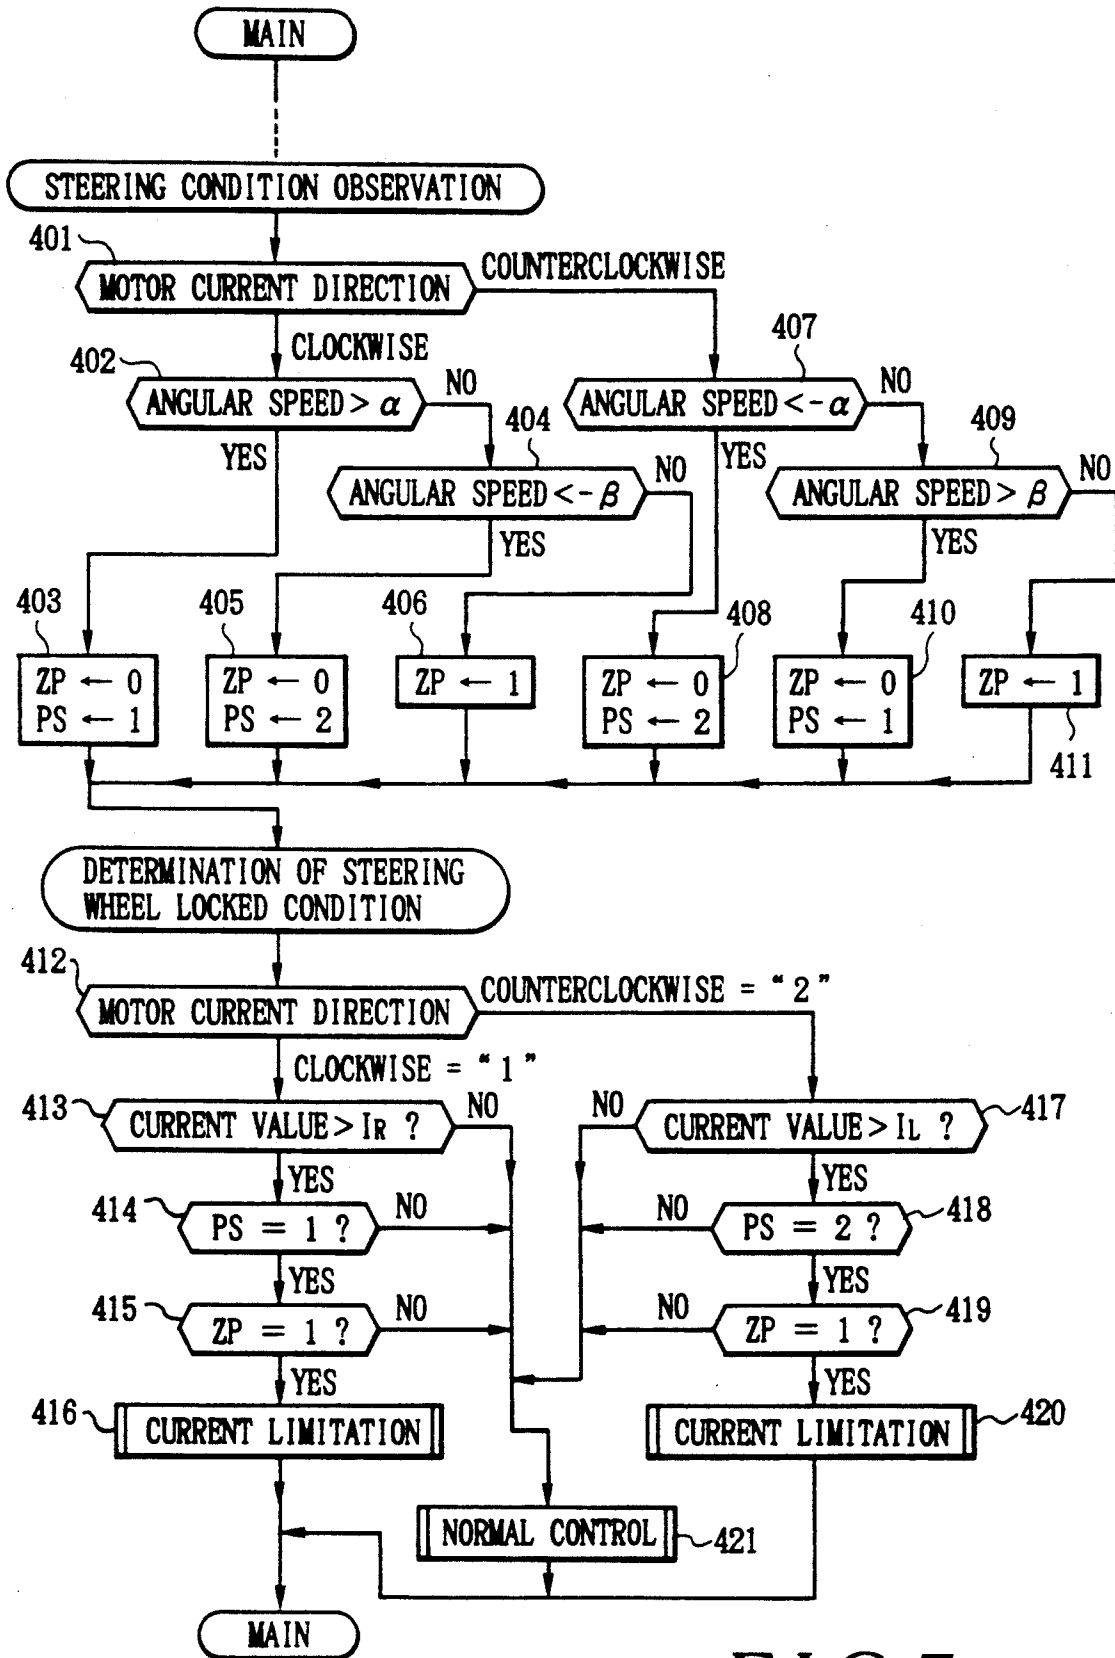 MAIN
STEERING CONDITION OBSERVATION
401
MOTOR CURRENT DIRECTION
COUNTERCLOCKWISE
CLOCKWISE
402
ANGULAR SPEED > α
NO
YES
407
ANGULAR SPEED < - α
NO
YES
404
ANGULAR SPEED < - β
NO
YES
409
ANGULAR SPEED > β
NO
YES
403
ZP ← 0
PS ← 1
405
ZP ← 0
PS ← 2
406
ZP ← 1
408
ZP ← 0
PS ← 2
410
ZP ← 0
PS ← 1
ZP ← 1
411
DETERMINATION OF STEERING
WHEEL LOCKED CONDITION
412
MOTOR CURRENT DIRECTION
COUNTERCLOCKWISE = "2"
CLOCKWISE = "1"
413
CURRENT VALUE > IR ?
NO
YES
NO
CURRENT VALUE > IL ?
417
YES
414
PS = 1 ?
NO
YES
NO
PS = 2 ?
418
YES
415
ZP = 1 ?
NO
YES
NO
ZP = 1 ?
419
YES
416
CURRENT LIMITATION
CURRENT LIMITATION
420
NORMAL CONTROL
421
MAIN